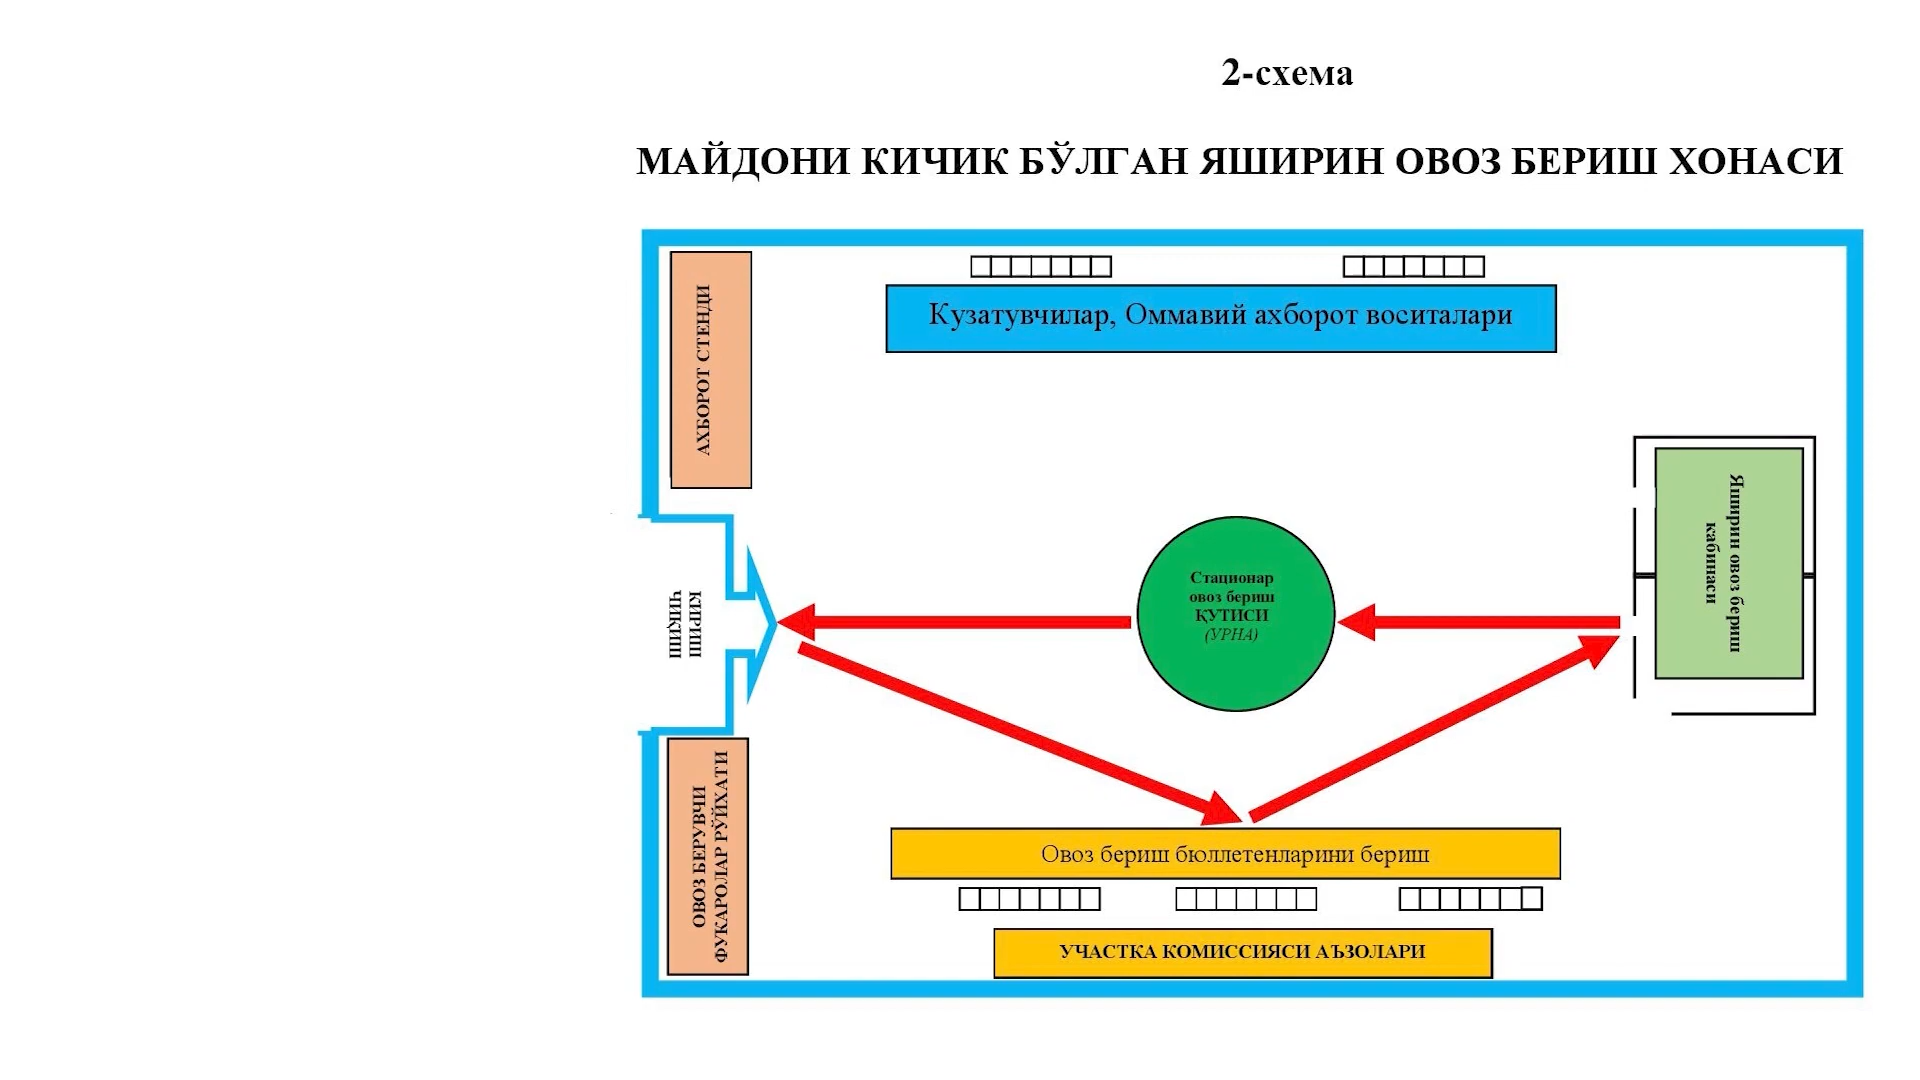 2-схема
МАЙДОНИ КИЧИК БЎЛГАН ЯШИРИН ОВОЗ БЕРИШ ХОНАСИ
АХБОРОТ СТЕНДИ
Кузатувчилар, Оммавий ахборот воситалари
Яширин овоз бериш
кабинаси
КИРИШ
ЧИҚИШ
Стационар
овоз бериш
ҚУТИСИ
(УРНА)
ОВОЗ БЕРУВЧИ
ФУКАРОЛАР РЎЙХАТИ
Овоз бериш бюллетенларини бериш
УЧАСТКА КОМИССИЯСИ АЪЗОЛАРИ